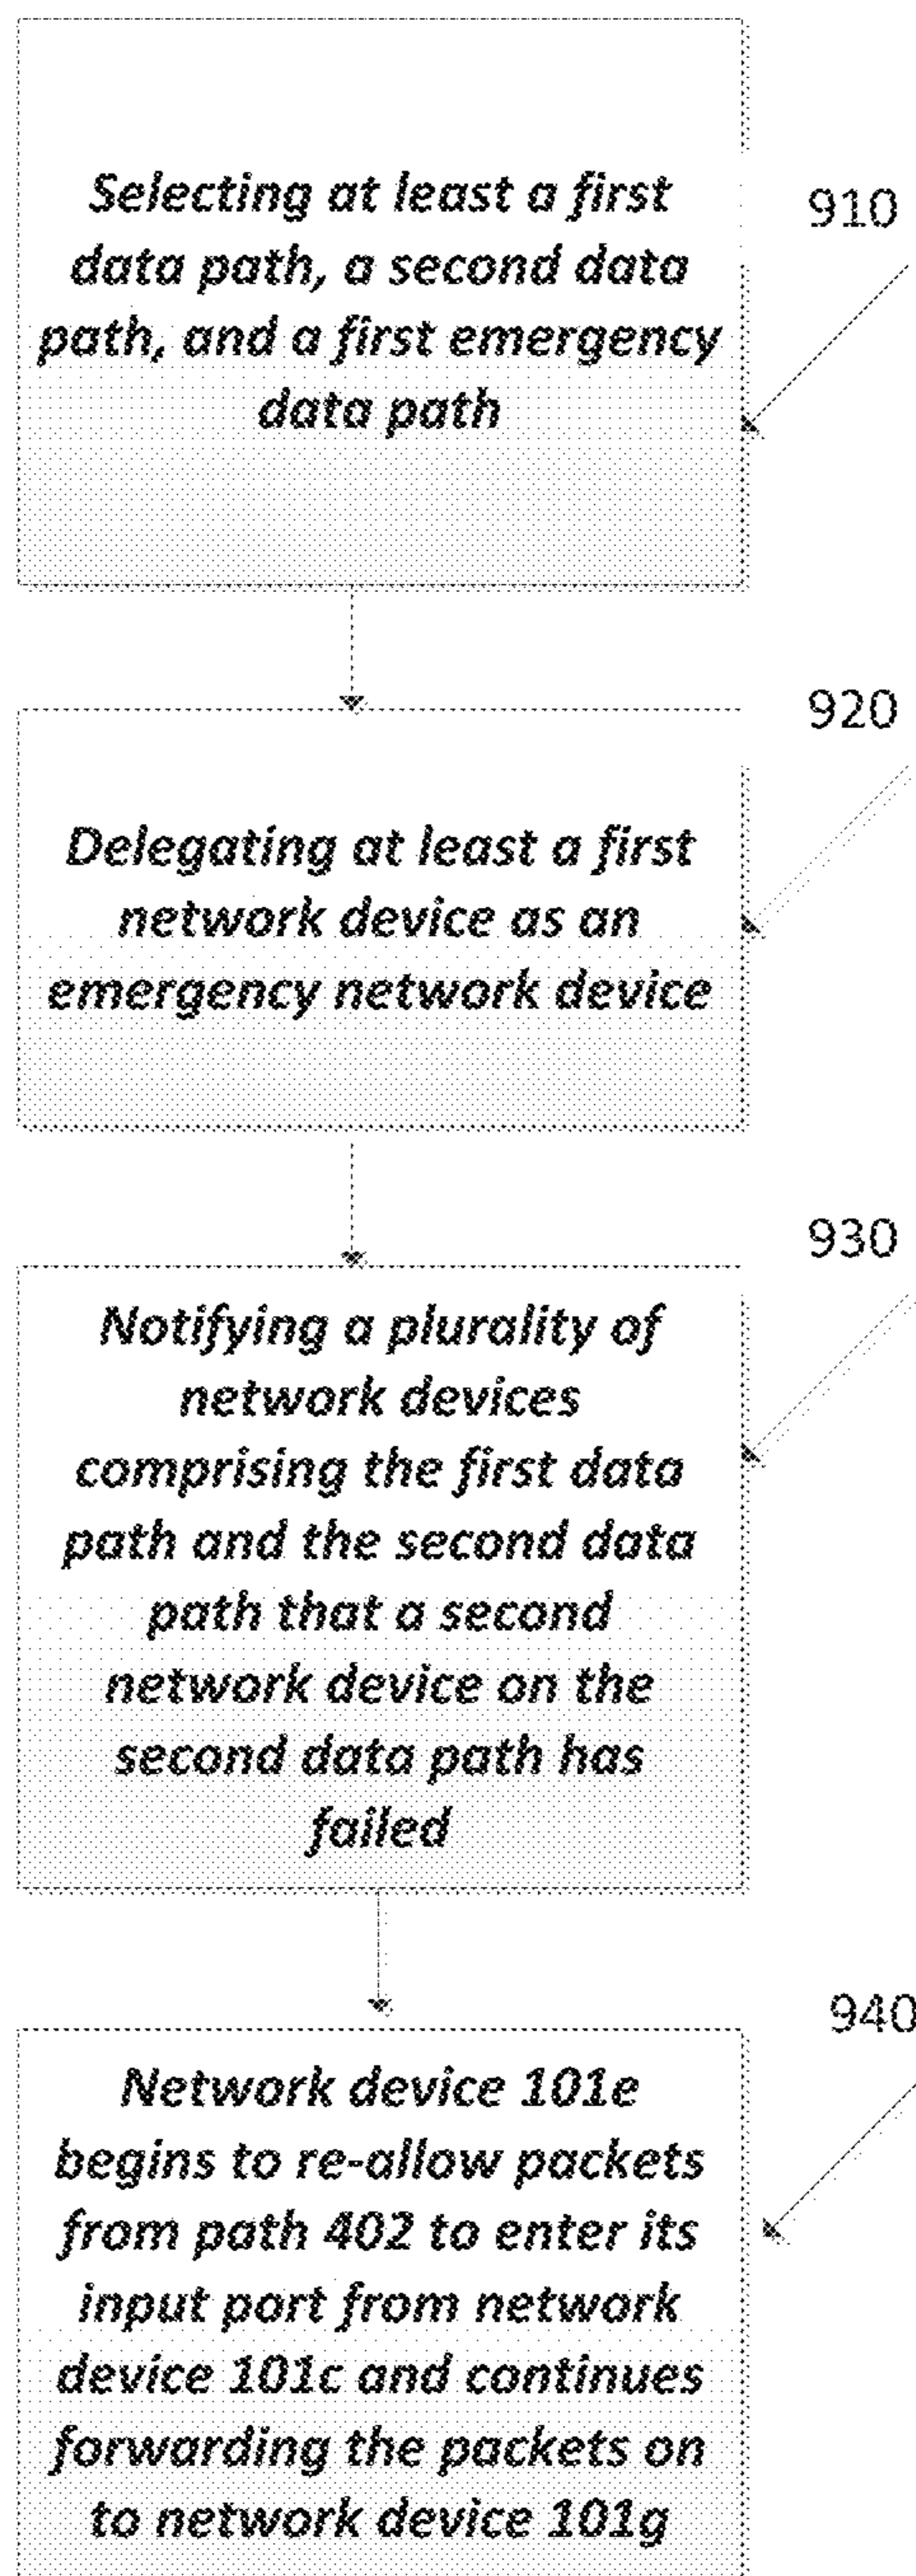 Selecting at least a first
data path, a second data
path, and a first emergency
data path
910
Delegating at least a first
network device as an
emergency network device
920
Notifying a plurality of
network devices
comprising the first data
path and the second data
path that a second
network device on the
second data path has
failed
930
Network device 101e
begins to re-allow packets
from path 402 to enter its
input port from network
device 101c and continues
forwarding the packets on
to network device 101g
940